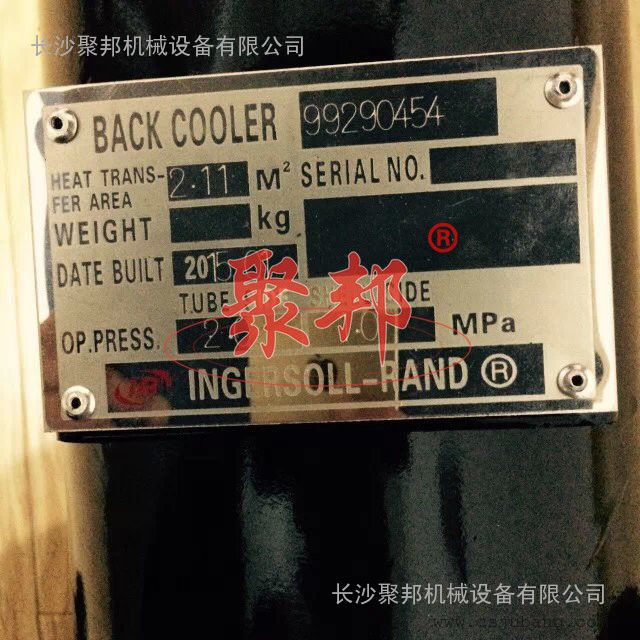 长沙聚邦机械设备有限公司
BACK COOLER 99290454
HEAT TRANS-
FER AREA 2.11 M² SERIAL NO.
WEIGHT kg
®
DATE BUILT 2015
聚邦
TUBE
OP.PRESS. MPa
INGERSOLL-RAND ®
长沙聚邦机械设备有限公司